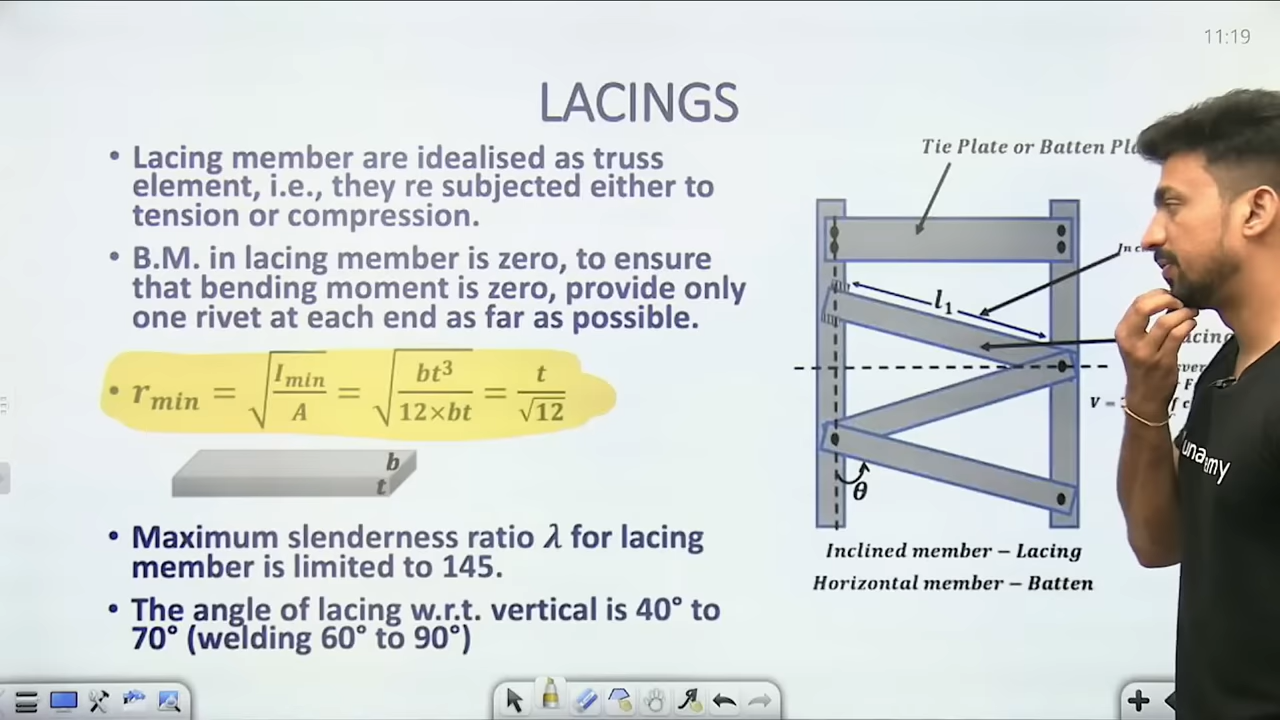 11:19
LACINGS
• Lacing member are idealised as truss
element, i.e., they re subjected either to
tension or compression.
• B.M. in lacing member is zero, to ensure
that bending moment is zero, provide only
one rivet at each end as far as possible.
• r_min = √(I_min/A) = √(bt³/(12×bt)) = t/√12
b
t
• Maximum slenderness ratio λ for lacing
member is limited to 145.
• The angle of lacing w.r.t. vertical is 40° to
70° (welding 60° to 90°)
Tie Plate or Batten
l₁
θ
V =
Inclined member – Lacing
Horizontal member – Batten